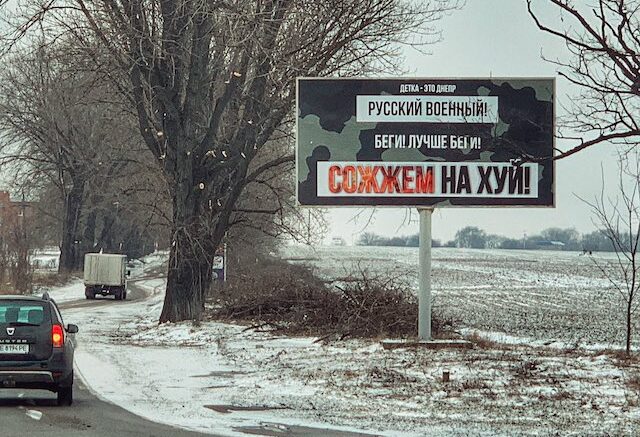 ДЕТКА - ЭТО ДНЕПР
РУССКИЙ ВОЕННЫЙ!
БЕГИ! ЛУЧШЕ БЕГИ!
СОЖЖЕМ НА ХУЙ!